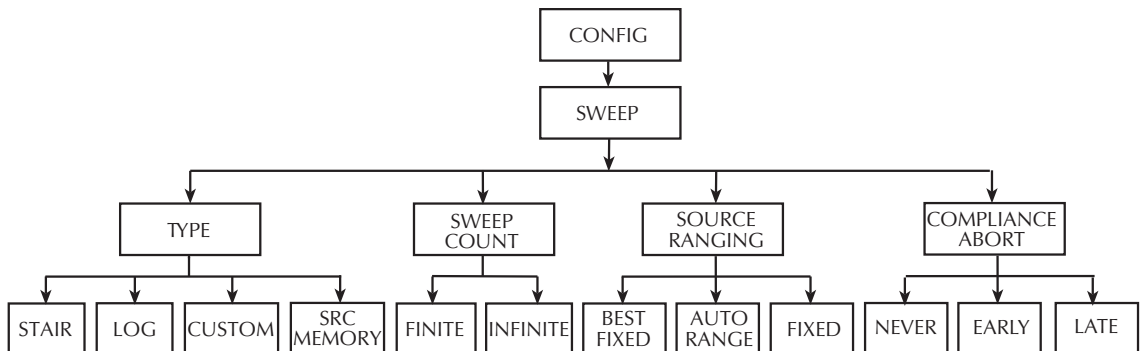 CONFIG
SWEEP
TYPE
SWEEP
COUNT
SOURCE
RANGING
COMPLIANCE
ABORT
STAIR
LOG
CUSTOM
SRC
MEMORY
FINITE
INFINITE
BEST
FIXED
AUTO
RANGE
FIXED
NEVER
EARLY
LATE